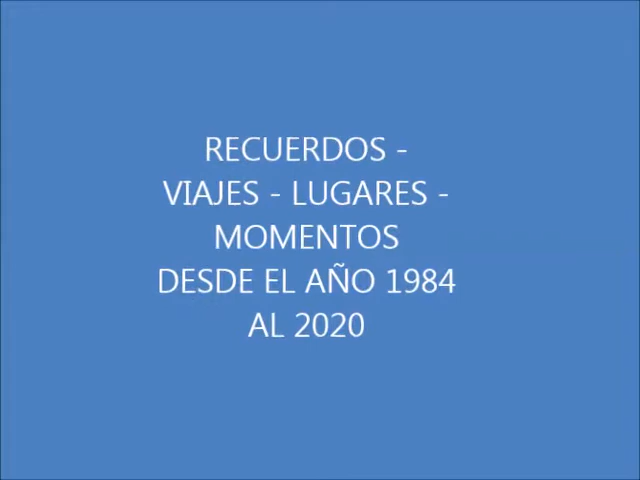 RECUERDOS -
VIAJES - LUGARES -
MOMENTOS
DESDE EL AÑO 1984
AL 2020